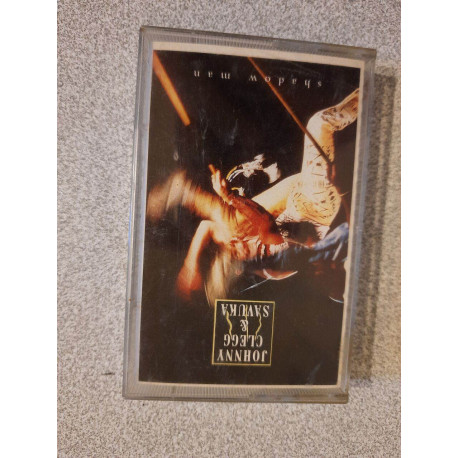 JOHNNY
CLEGG
&
SAVUKA
shadow man